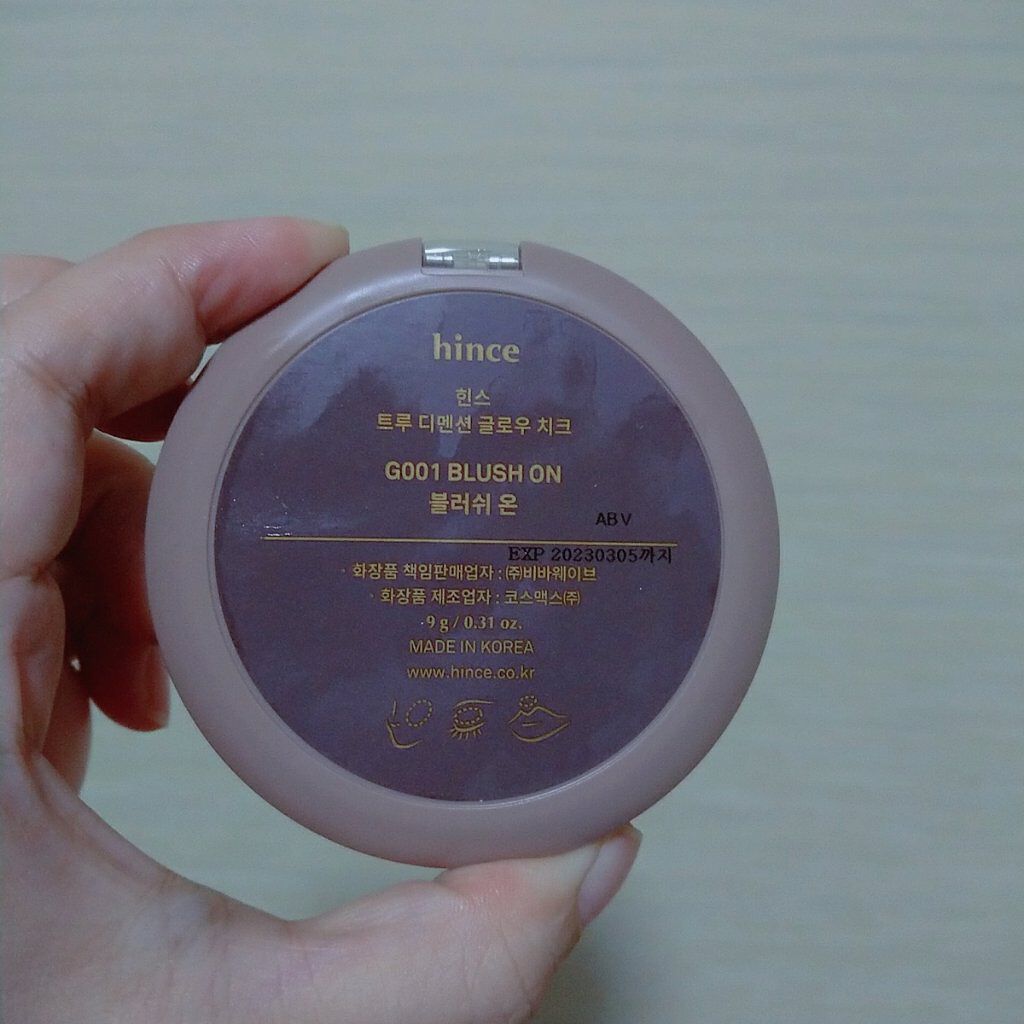 hince
힌스
트루 디멘션 글로우 치크
G001 BLUSH ON
블러쉬 온
ABV
EXP 20230305까지
· 화장품 책임판매업자 : ㈜비바웨이브
· 화장품 제조업자 : 코스맥스㈜
·9 g / 0.31 oz.
MADE IN KOREA
www.hince.co.kr